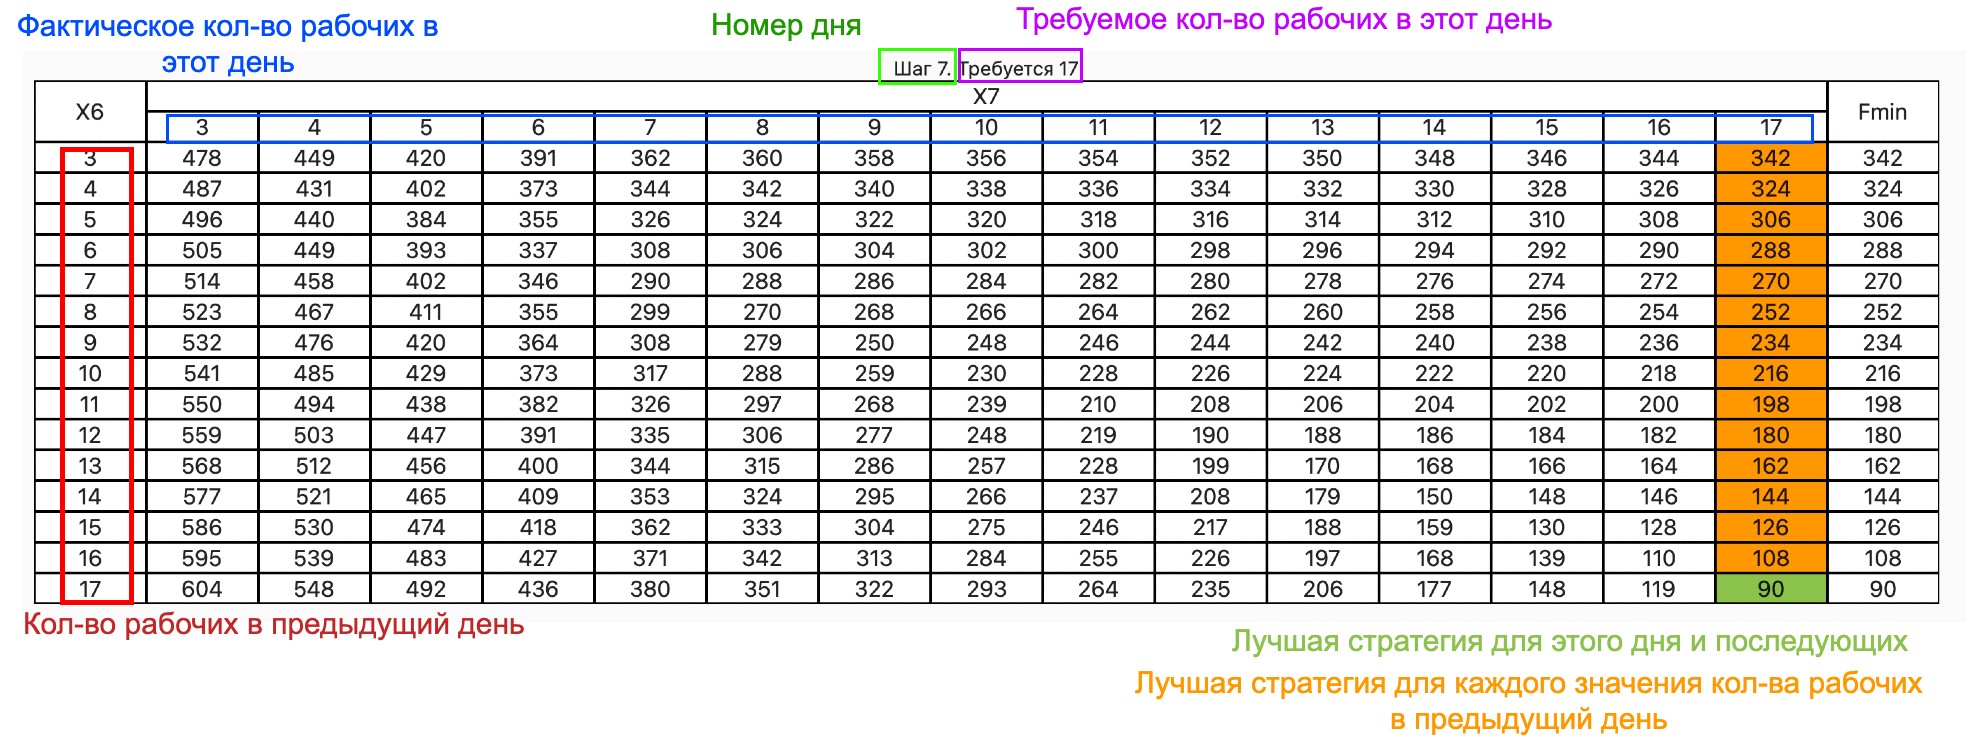 Фактическое кол-во рабочих в
этот день
Номер дня
Требуемое кол-во рабочих в этот день
Шаг 7. Требуется 17
X6 X7 Fmin
3 4 5 6 7 8 9 10 11 12 13 14 15 16 17
3 478 449 420 391 362 360 358 356 354 352 350 348 346 344 342 342
4 487 431 402 373 344 342 340 338 336 334 332 330 328 326 324 324
5 496 440 384 355 326 324 322 320 318 316 314 312 310 308 306 306
6 505 449 393 337 308 306 304 302 300 298 296 294 292 290 288 288
7 514 458 402 346 290 288 286 284 282 280 278 276 274 272 270 270
8 523 467 411 355 299 270 268 266 264 262 260 258 256 254 252 252
9 532 476 420 364 308 279 250 248 246 244 242 240 238 236 234 234
10 541 485 429 373 317 288 259 230 228 226 224 222 220 218 216 216
11 550 494 438 382 326 297 268 239 210 208 206 204 202 200 198 198
12 559 503 447 391 335 306 277 248 219 190 188 186 184 182 180 180
13 568 512 456 400 344 315 286 257 228 199 170 168 166 164 162 162
14 577 521 465 409 353 324 295 266 237 208 179 150 148 146 144 144
15 586 530 474 418 362 333 304 275 246 217 188 159 130 128 126 126
16 595 539 483 427 371 342 313 284 255 226 197 168 139 110 108 108
17 604 548 492 436 380 351 322 293 264 235 206 177 148 119 90 90
Кол-во рабочих в предыдущий день
Лучшая стратегия для этого дня и последующих
Лучшая стратегия для каждого значения кол-ва рабочих
в предыдущий день